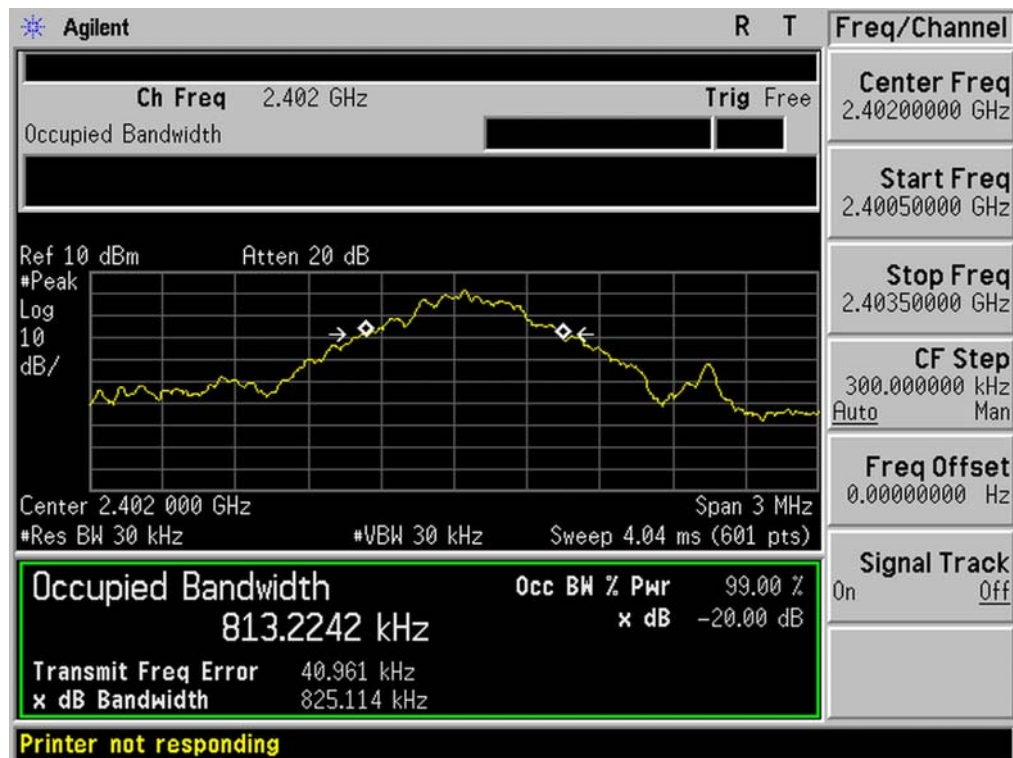 Agilent R T
Freq/Channel
Ch Freq 2.402 GHz Trig Free
Occupied Bandwidth
Center Freq
2.40200000 GHz
Start Freq
2.40050000 GHz
Stop Freq
2.40350000 GHz
CF Step
300.000000 kHz
Auto Man
Freq Offset
0.00000000 Hz
Signal Track
On Off
Ref 10 dBm Atten 20 dB
#Peak
Log
10
dB/
Center 2.402 000 GHz Span 3 MHz
#Res BW 30 kHz #VBW 30 kHz Sweep 4.04 ms (601 pts)
Occupied Bandwidth
813.2242 kHz
Occ BW % Pwr 99.00 %
x dB -20.00 dB
Transmit Freq Error 40.961 kHz
x dB Bandwidth 825.114 kHz
Printer not responding